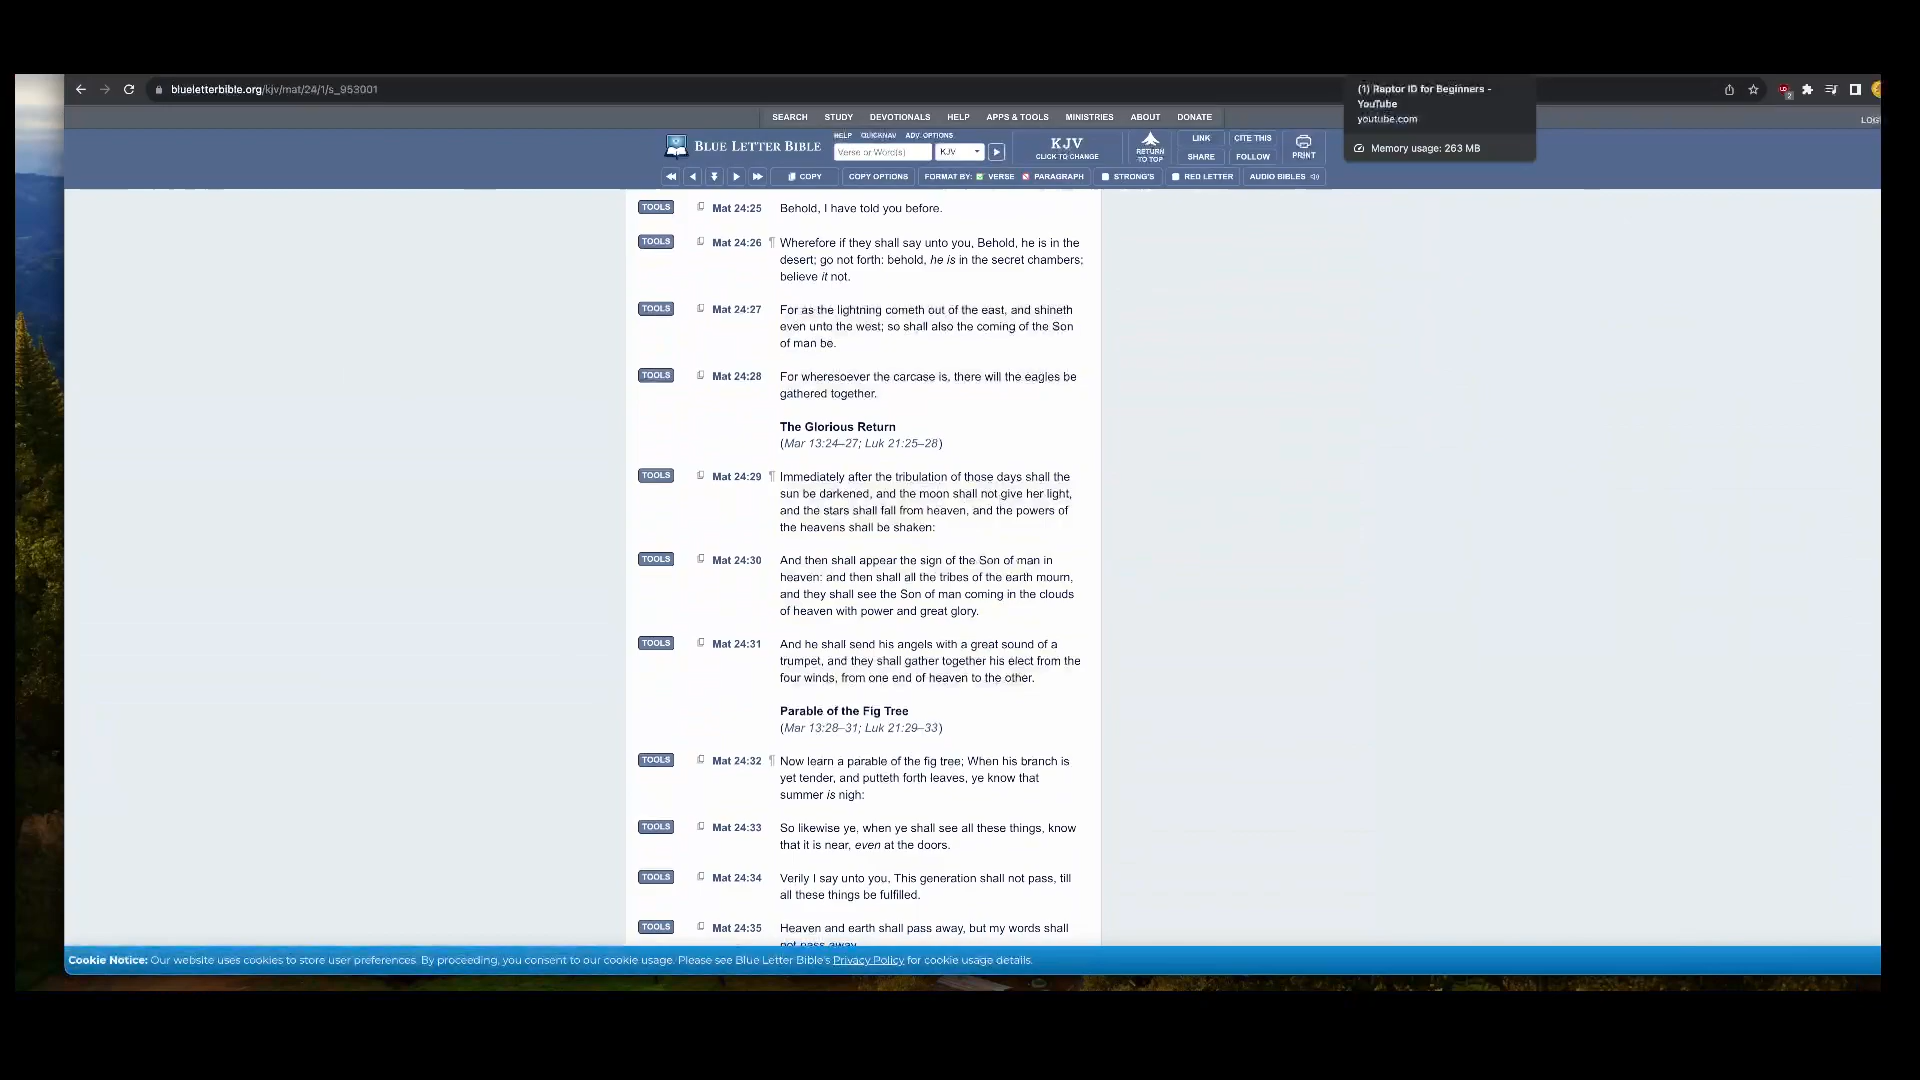 blueletterbible.org/kjv/mat/24/1/s_953001
(1) Raptor ID for Beginners -
YouTube
youtube.com
Memory usage: 263 MB
2
SEARCH STUDY DEVOTIONALS HELP APPS & TOOLS MINISTRIES ABOUT DONATE
LOG
BLUE LETTER BIBLE
HELP QUICKNAV ADV. OPTIONS
Verse or Word(s) KJV
KJV
CLICK TO CHANGE
RETURN
TO TOP
LINK CITE THIS
SHARE FOLLOW
PRINT
COPY COPY OPTIONS FORMAT BY: VERSE PARAGRAPH STRONG'S RED LETTER AUDIO BIBLES
TOOLS Mat 24:25 Behold, I have told you before.
TOOLS Mat 24:26 ¶ Wherefore if they shall say unto you, Behold, he is in the
desert; go not forth: behold, he is in the secret chambers;
believe it not.
TOOLS Mat 24:27 For as the lightning cometh out of the east, and shineth
even unto the west; so shall also the coming of the Son
of man be.
TOOLS Mat 24:28 For wheresoever the carcase is, there will the eagles be
gathered together.
The Glorious Return
(Mar 13:24–27; Luk 21:25–28)
TOOLS Mat 24:29 ¶ Immediately after the tribulation of those days shall the
sun be darkened, and the moon shall not give her light,
and the stars shall fall from heaven, and the powers of
the heavens shall be shaken:
TOOLS Mat 24:30 And then shall appear the sign of the Son of man in
heaven: and then shall all the tribes of the earth mourn,
and they shall see the Son of man coming in the clouds
of heaven with power and great glory.
TOOLS Mat 24:31 And he shall send his angels with a great sound of a
trumpet, and they shall gather together his elect from the
four winds, from one end of heaven to the other.
Parable of the Fig Tree
(Mar 13:28–31; Luk 21:29–33)
TOOLS Mat 24:32 ¶ Now learn a parable of the fig tree; When his branch is
yet tender, and putteth forth leaves, ye know that
summer is nigh:
TOOLS Mat 24:33 So likewise ye, when ye shall see all these things, know
that it is near, even at the doors.
TOOLS Mat 24:34 Verily I say unto you, This generation shall not pass, till
all these things be fulfilled.
TOOLS Mat 24:35 Heaven and earth shall pass away, but my words shall
not pass away.
Cookie Notice: Our website uses cookies to store user preferences. By proceeding, you consent to our cookie usage. Please see Blue Letter Bible's Privacy Policy for cookie usage details.